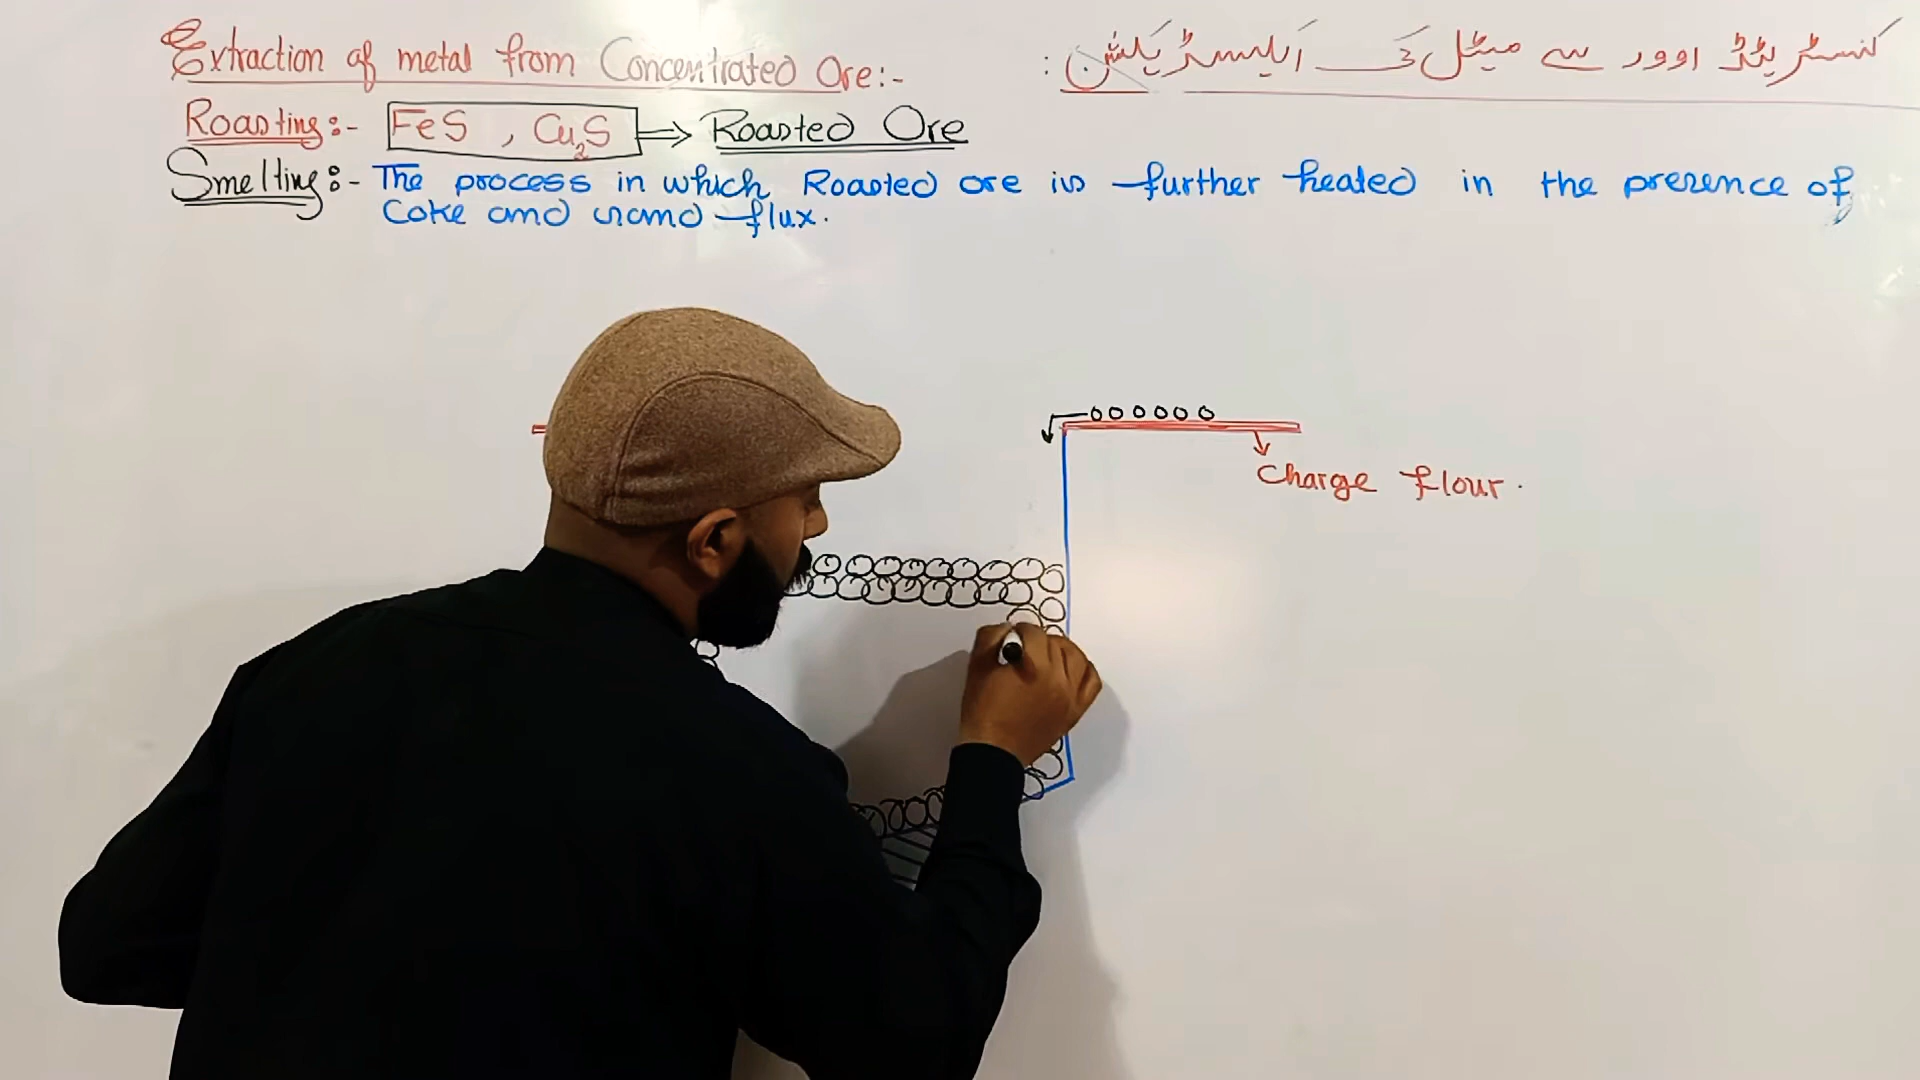 Extraction of metal from Concentrated Ore:-
کنسنٹریٹڈ اوور سے میٹل کی ایکسٹریکشن :
Roasting:- FeS , Cu₂S ⇒ Roasted Ore
Smelting:- The process in which Roasted ore is further heated in the presence of
Coke and sand flux.
Charge flour.